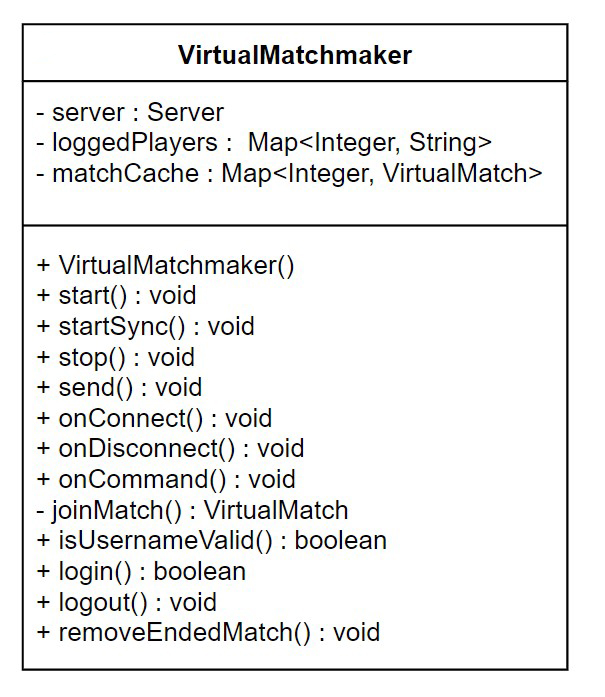 VirtualMatchmaker
- server : Server
- loggedPlayers :  Map<Integer, String>
- matchCache : Map<Integer, VirtualMatch>
+ VirtualMatchmaker()
+ start() : void
+ startSync() : void
+ stop() : void
+ send() : void
+ onConnect() : void
+ onDisconnect() : void
+ onCommand() : void
- joinMatch() : VirtualMatch
+ isUsernameValid() : boolean
+ login() : boolean
+ logout() : void
+ removeEndedMatch() : void